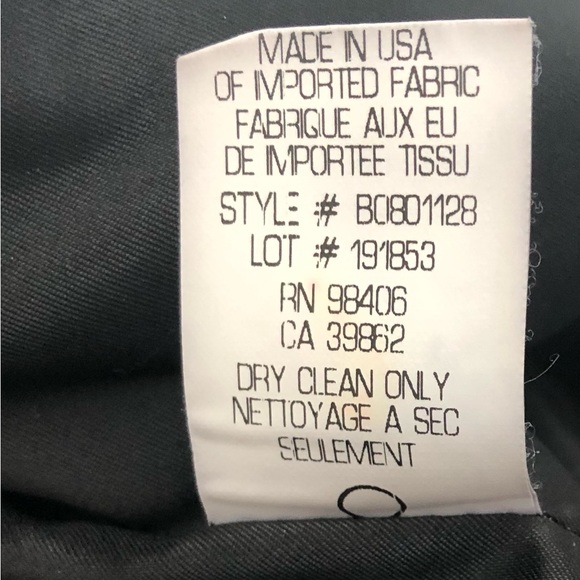 MADE IN USA
OF IMPORTED FABRIC
FABRIQUE AUX EU
DE IMPORTEE TISSU
STYLE # B0801128
LOT # 191853
RN 98406
CA 39862
DRY CLEAN ONLY
NETTOYAGE A SEC
SEULEMENT